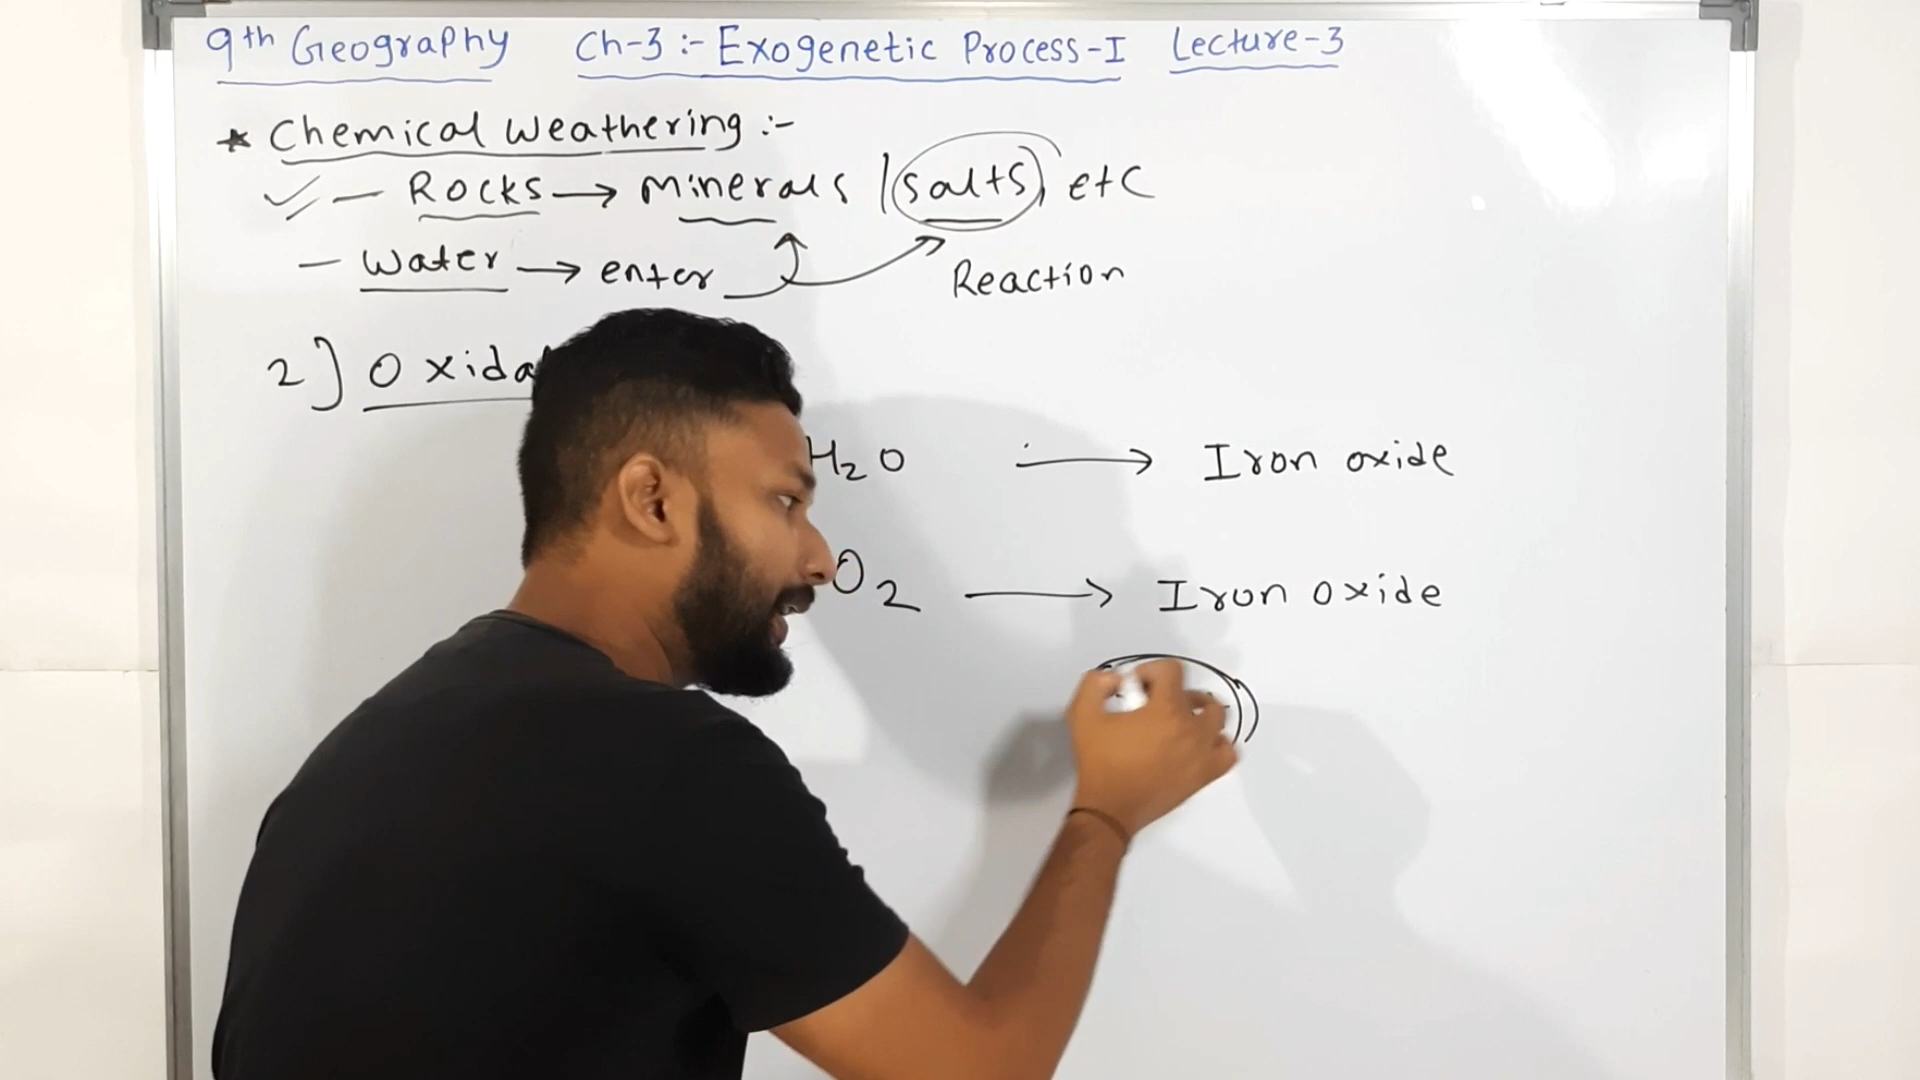 9th Geography Ch-3 :- Exogenetic Process-I Lecture-3
* Chemical Weathering :-
- Rocks → Minerals | Salts, etc
- Water → enter Reaction
2]
H2O → Iron oxide
O2 → Iron oxide